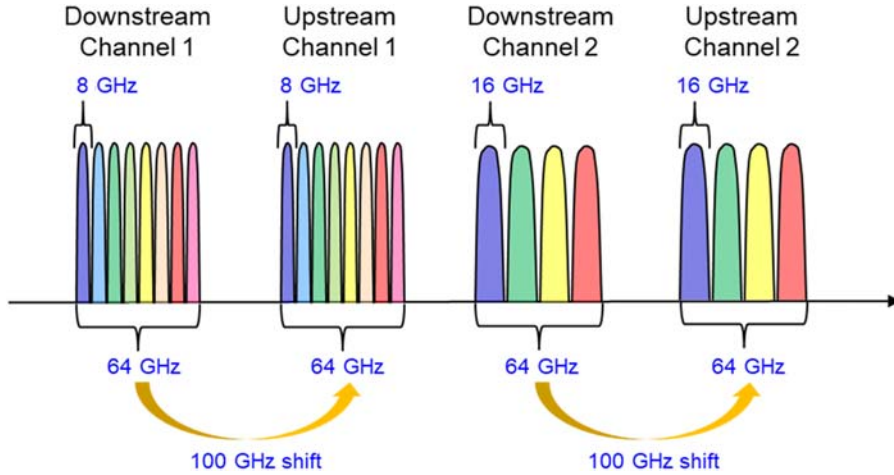 Downstream
Channel 1
Upstream
Channel 1
Downstream
Channel 2
Upstream
Channel 2
8 GHz
8 GHz
16 GHz
16 GHz
64 GHz
64 GHz
64 GHz
64 GHz
100 GHz shift
100 GHz shift